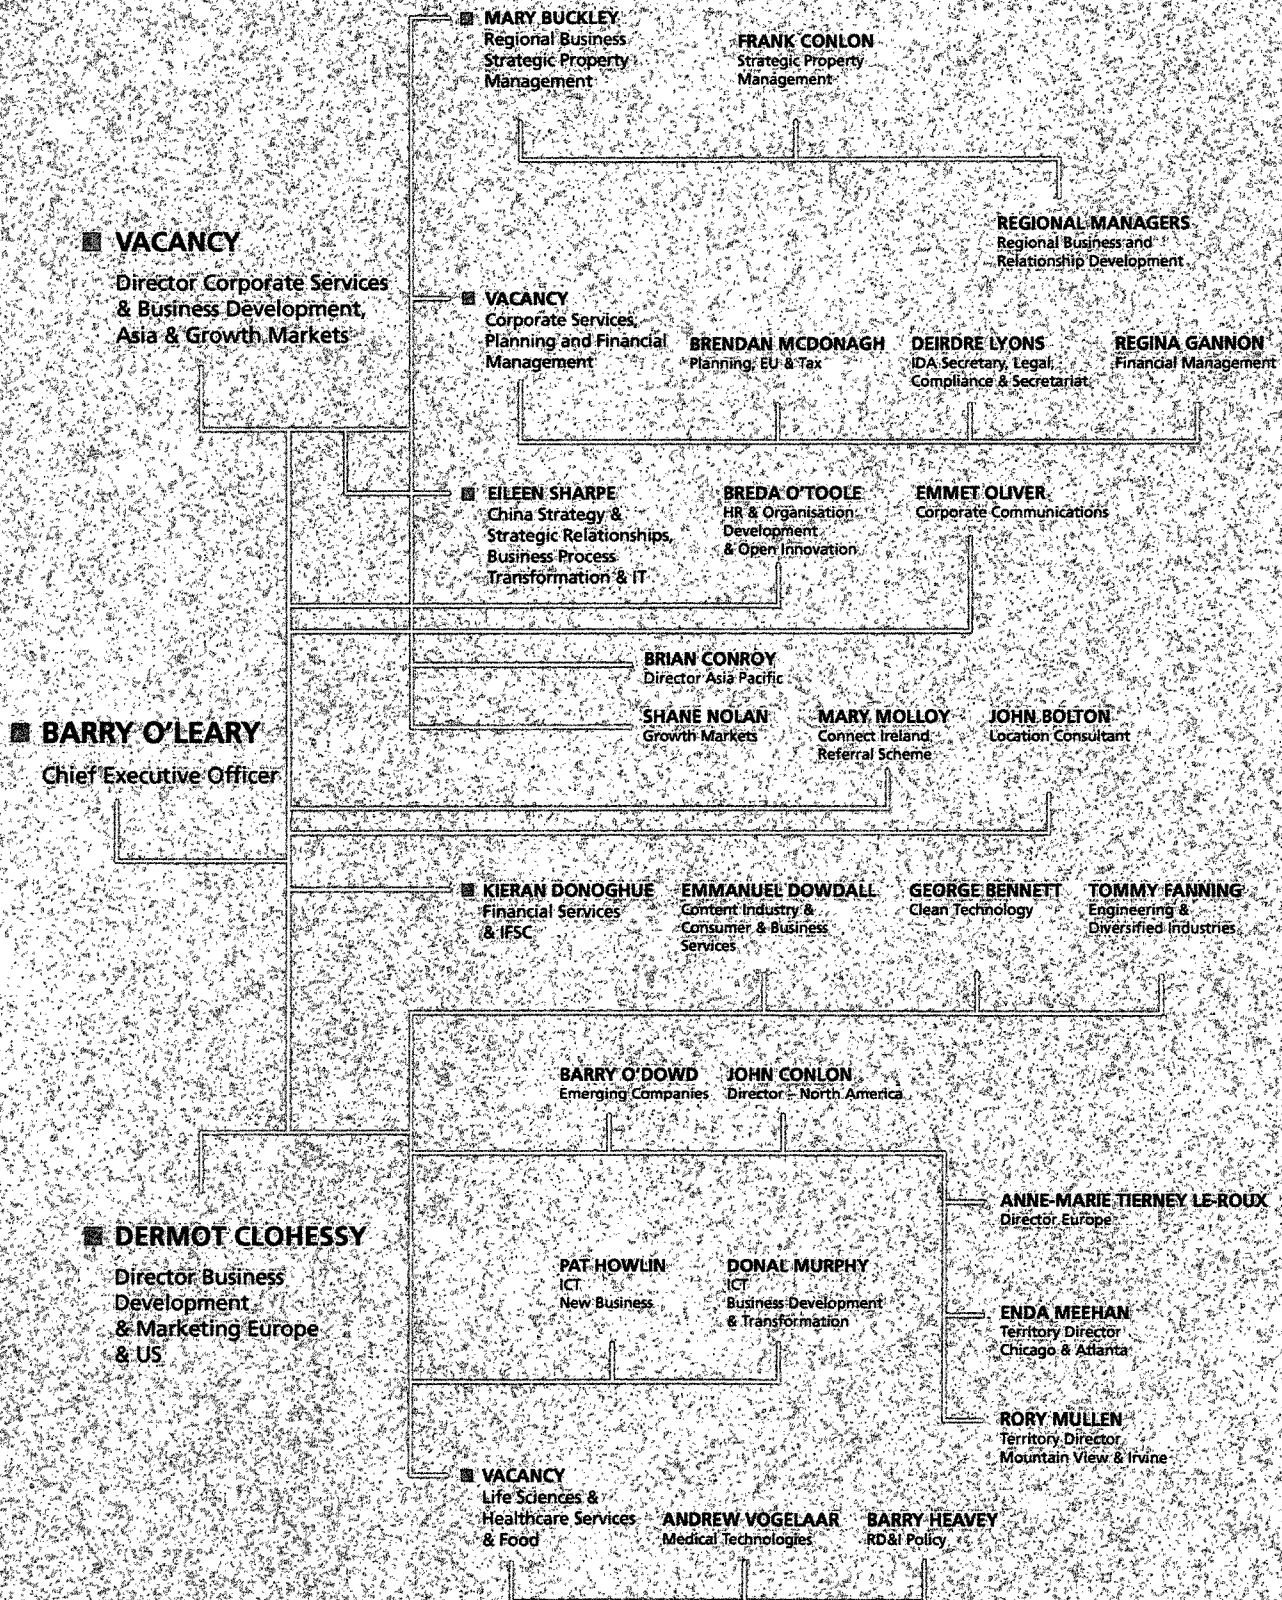 MARY BUCKLEY
Regional Business
Strategic Property
Management
FRANK CONLON
Strategic Property
Management
REGIONAL MANAGERS
Regional Business and
Relationship Development
VACANCY
Director Corporate Services
& Business Development,
Asia & Growth Markets
VACANCY
Corporate Services,
Planning and Financial
Management
BRENDAN MCDONAGH
Planning, EU & Tax
DEIRDRE LYONS
IDA Secretary, Legal,
Compliance & Secretariat
REGINA GANNON
Financial Management
EILEEN SHARPE
China Strategy &
Strategic Relationships,
Business Process
Transformation & IT
BREDA O'TOOLE
HR & Organisation
Development
& Open Innovation
EMMET OLIVER
Corporate Communications
BRIAN CONROY
Director Asia Pacific
SHANE NOLAN
Growth Markets
MARY MOLLOY
Connect Ireland
Referral Scheme
JOHN BOLTON
Location Consultant
BARRY O'LEARY
Chief Executive Officer
KIERAN DONOGHUE
Financial Services
& IFSC
EMMANUEL DOWDALL
Content Industry &
Consumer & Business
Services
GEORGE BENNETT
Clean Technology
TOMMY FANNING
Engineering &
Diversified Industries
BARRY O'DOWD
Emerging Companies
JOHN CONLON
Director – North America
ANNE-MARIE TIERNEY LE-ROUX
Director Europe
DERMOT CLOHESSY
Director Business
Development
& Marketing Europe
& US
PAT HOWLIN
ICT
New Business
DONAL MURPHY
ICT
Business Development
& Transformation
ENDA MEEHAN
Territory Director
Chicago & Atlanta
RORY MULLEN
Territory Director
Mountain View & Irvine
VACANCY
Life Sciences &
Healthcare Services
& Food
ANDREW VOGELAAR
Medical Technologies
BARRY HEAVEY
RD&I Policy